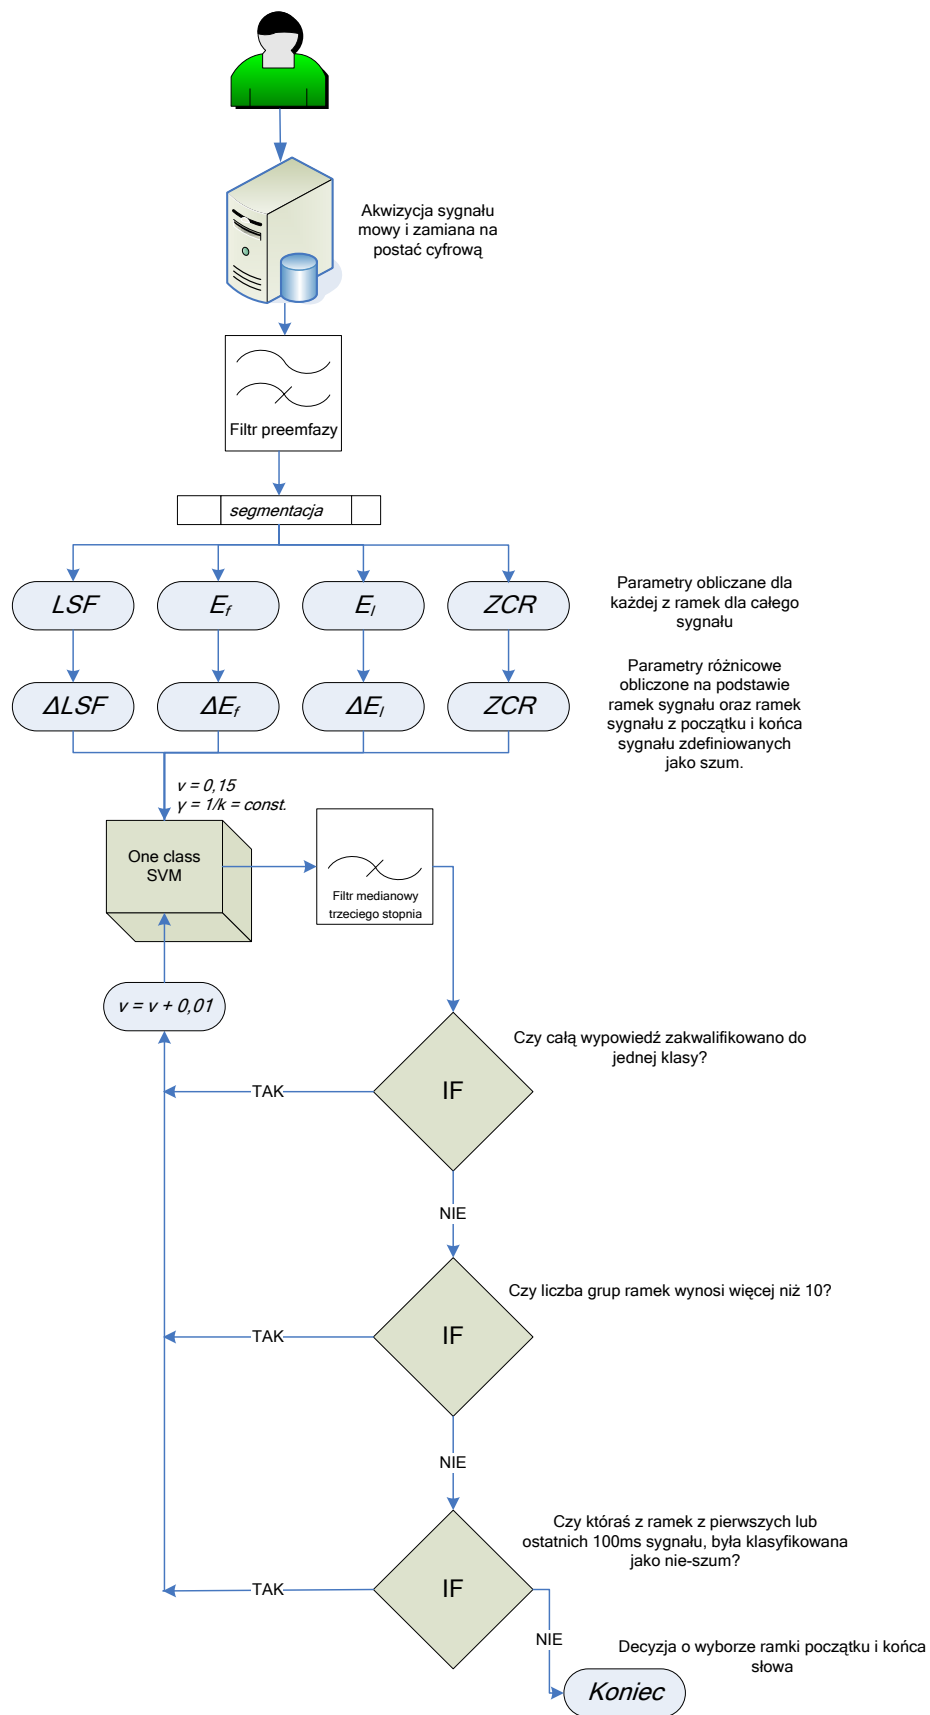 Akwizycja sygnału
mowy i zamiana na
postać cyfrową
Filtr preemfazy
segmentacja
LSF
Ef
El
ZCR
Parametry obliczane dla
każdej z ramek dla całego
sygnału
ΔLSF
ΔEf
ΔEl
ZCR
Parametry różnicowe
obliczone na podstawie
ramek sygnału oraz ramek
sygnału z początku i końca
sygnału zdefiniowanych
jako szum.
v = 0,15
γ = 1/k = const.
One class
SVM
Filtr medianowy
trzeciego stopnia
v = v + 0,01
Czy całą wypowiedź zakwalifikowano do
jednej klasy?
IF
TAK
NIE
Czy liczba grup ramek wynosi więcej niż 10?
IF
TAK
NIE
Czy któraś z ramek z pierwszych lub
ostatnich 100ms sygnału, była klasyfikowana
jako nie-szum?
IF
TAK
NIE
Decyzja o wyborze ramki początku i końca
słowa
Koniec